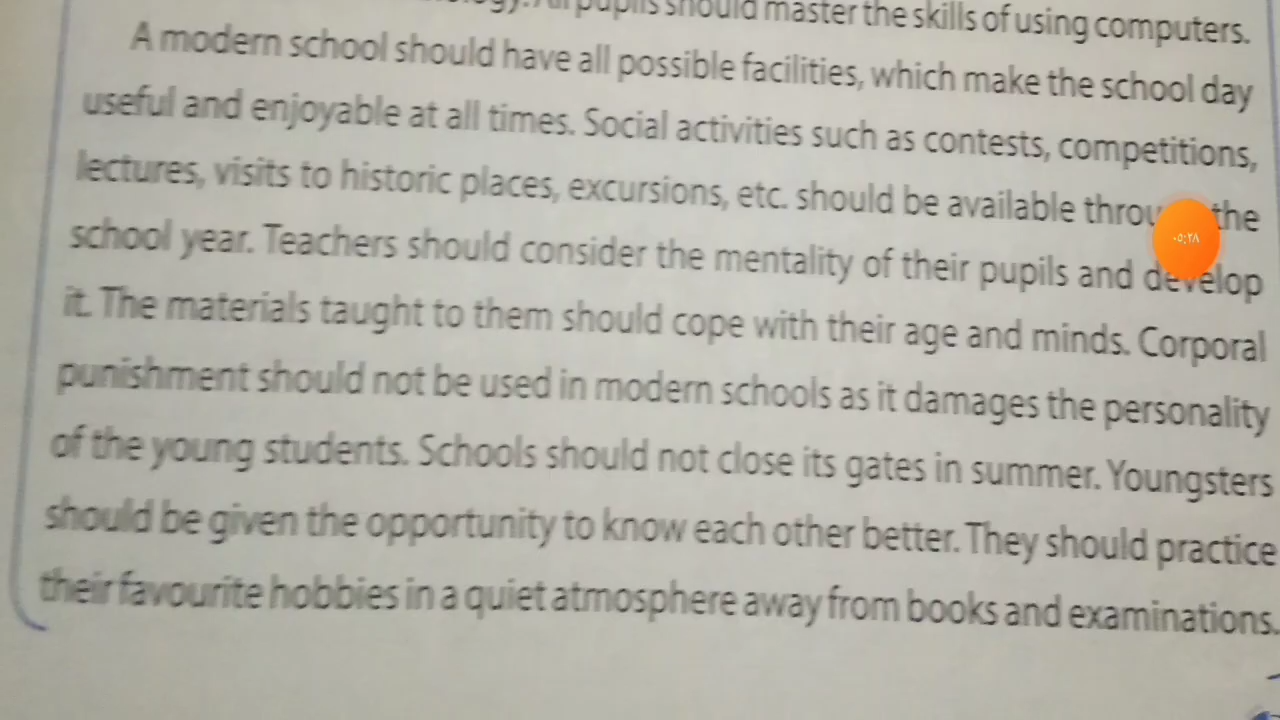 pupils should master the skills of using computers.
A modern school should have all possible facilities, which make the school day
useful and enjoyable at all times. Social activities such as contests, competitions,
lectures, visits to historic places, excursions, etc. should be available the
school year. Teachers should consider the mentality of their pupils and develop
it. The materials taught to them should cope with their age and minds. Corporal
punishment should not be used in modern schools as it damages the personality
of the young students. Schools should not close its gates in summer. Youngsters
should be given the opportunity to know each other better. They should practice
their favourite hobbies in a quiet atmosphere away from books and examinations.
٠٥:٢٨